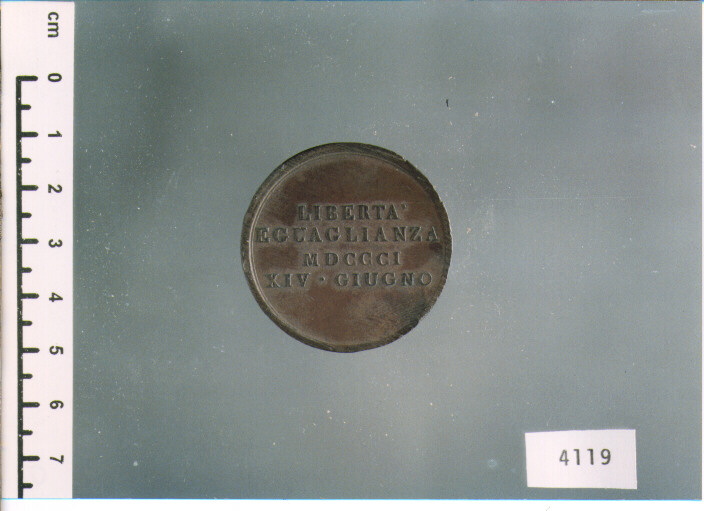 cm
0
1
2
3
4
5
6
7
LIBERTA'
EGUAGLIANZA
MDCCCI
XIV · GIUGNO
4119